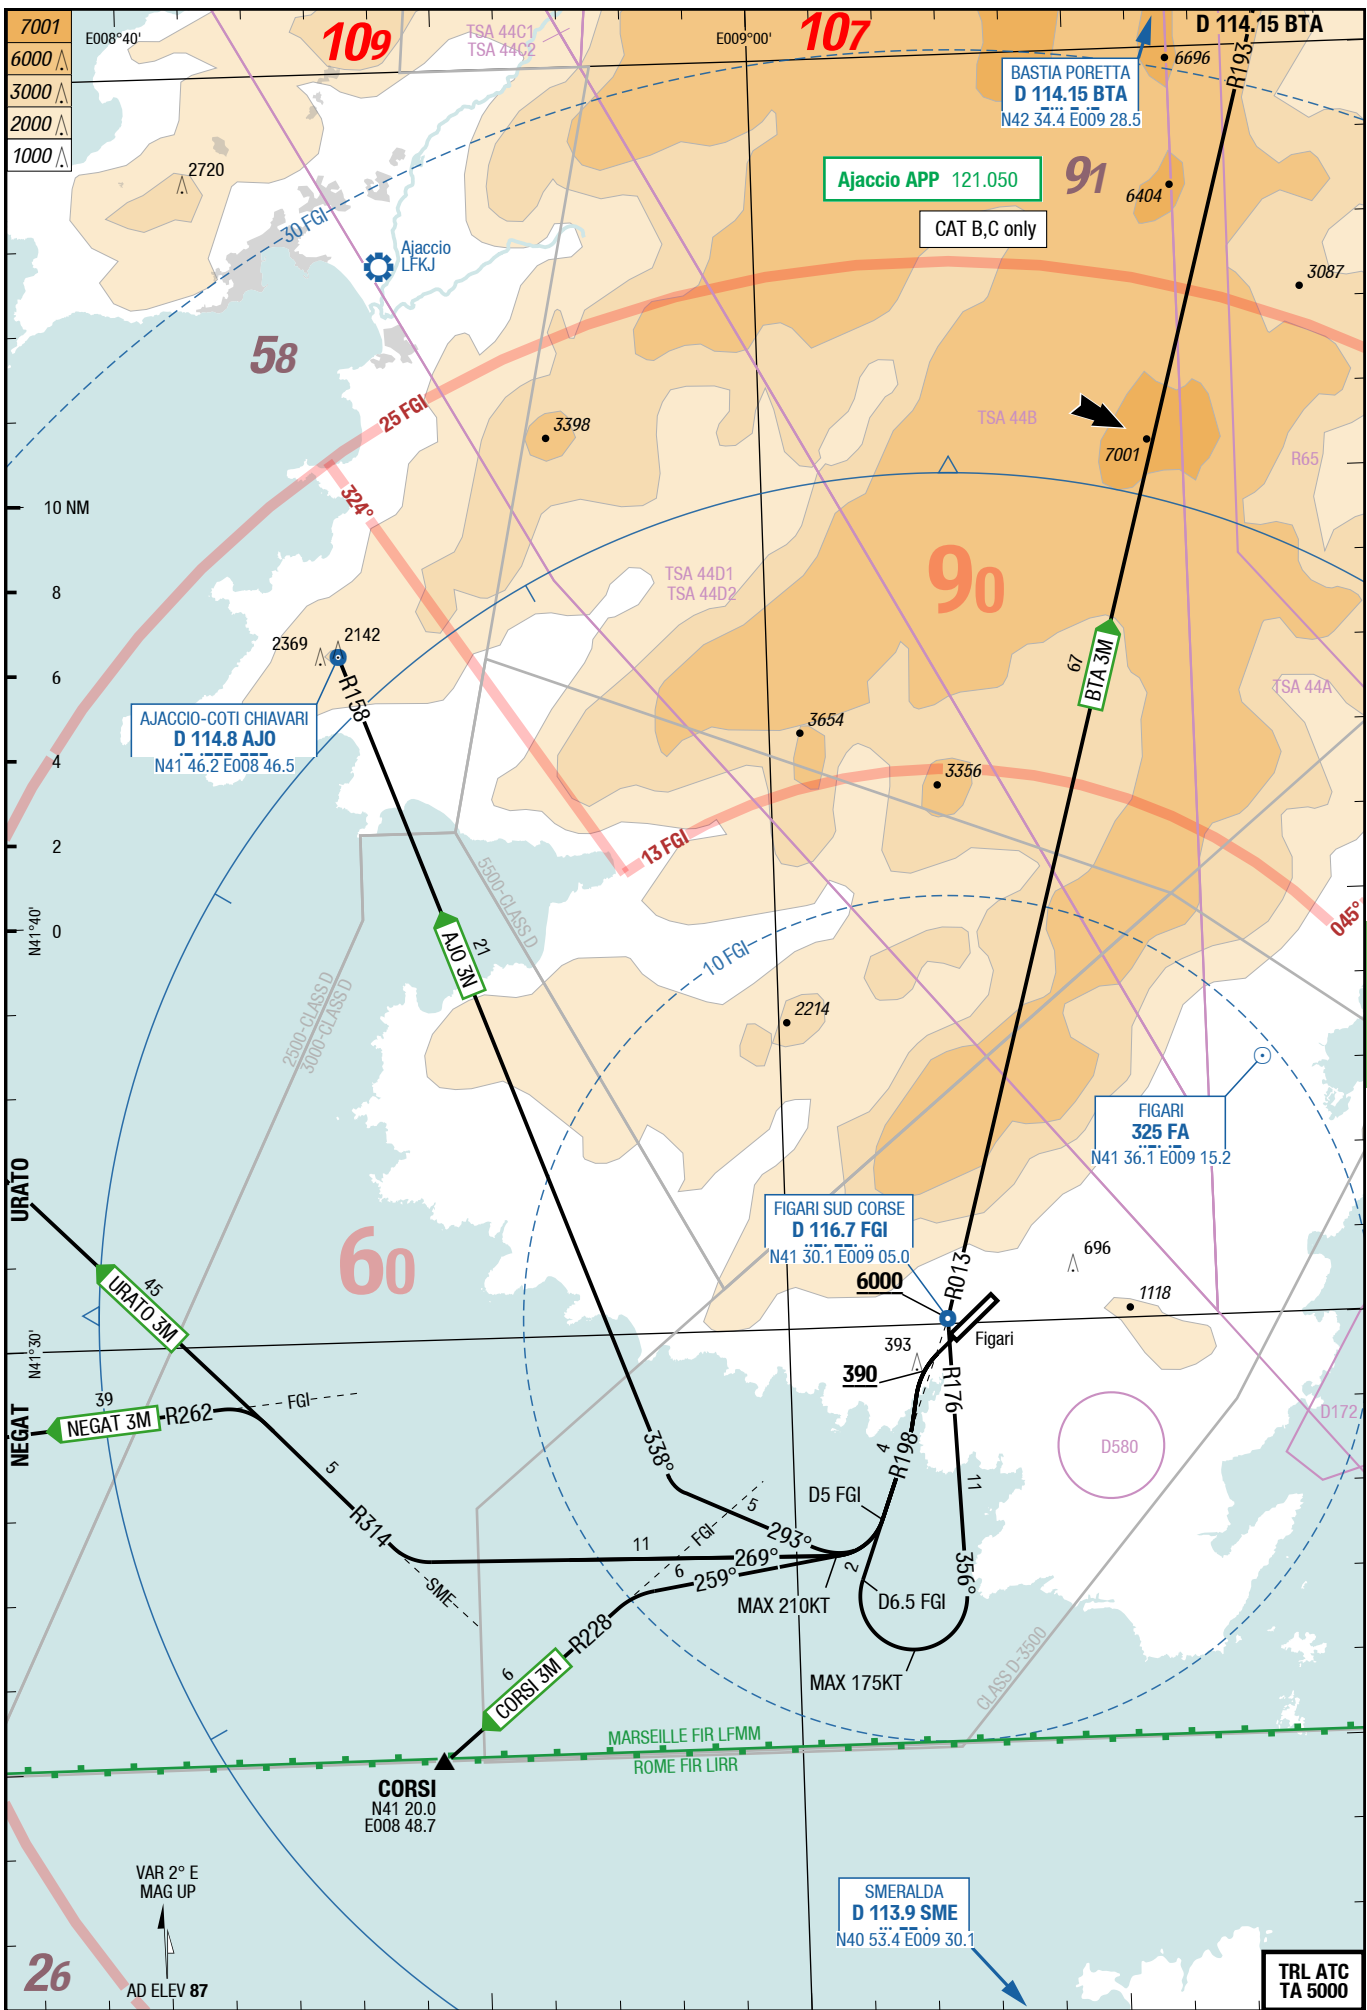 7001
6000
3000
2000
1000
E008°40'
109
TSA 44C1
TSA 44C2
E009°00'
107
D 114.15 BTA
R193
6696
BASTIA PORETTA
D 114.15 BTA
N42 34.4 E009 28.5
2720
Ajaccio APP 121.050
91
6404
CAT B,C only
30 FGI
Ajaccio
LFKJ
3087
58
25 FGI
3398
TSA 44B
7001
R65
324°
10 NM
8
6
4
2
0
TSA 44D1
TSA 44D2
90
2369
2142
R158
67
BTA 3M
TSA 44A
AJACCIO-COTI CHIAVARI
D 114.8 AJO
N41 46.2 E008 46.5
3654
3356
13 FGI
5500-CLASS D
045°
N41°40'
AJO 3N
21
10 FGI
2500-CLASS D
3000-CLASS D
2214
FIGARI
325 FA
N41 36.1 E009 15.2
URATO
FIGARI SUD CORSE
D 116.7 FGI
N41 30.1 E009 05.0
60
6000
R013
696
1118
45
URATO 3M
N41°30'
Figari
393
390
R176
39
NEGAT 3M
R262
FGI
NEGAT
D172
D580
338°
4
R198
5
11
D5 FGI
5
R314
293°
FGI
11
269°
6
259°
2
356°
SME
MAX 210KT
D6.5 FGI
R228
6
CORSI 3M
MAX 175KT
CLASS D-3500
MARSEILLE FIR LFMM
ROME FIR LIRR
CORSI
N41 20.0
E008 48.7
VAR 2° E
MAG UP
SMERALDA
D 113.9 SME
N40 53.4 E009 30.1
26
AD ELEV 87
TRL ATC
TA 5000